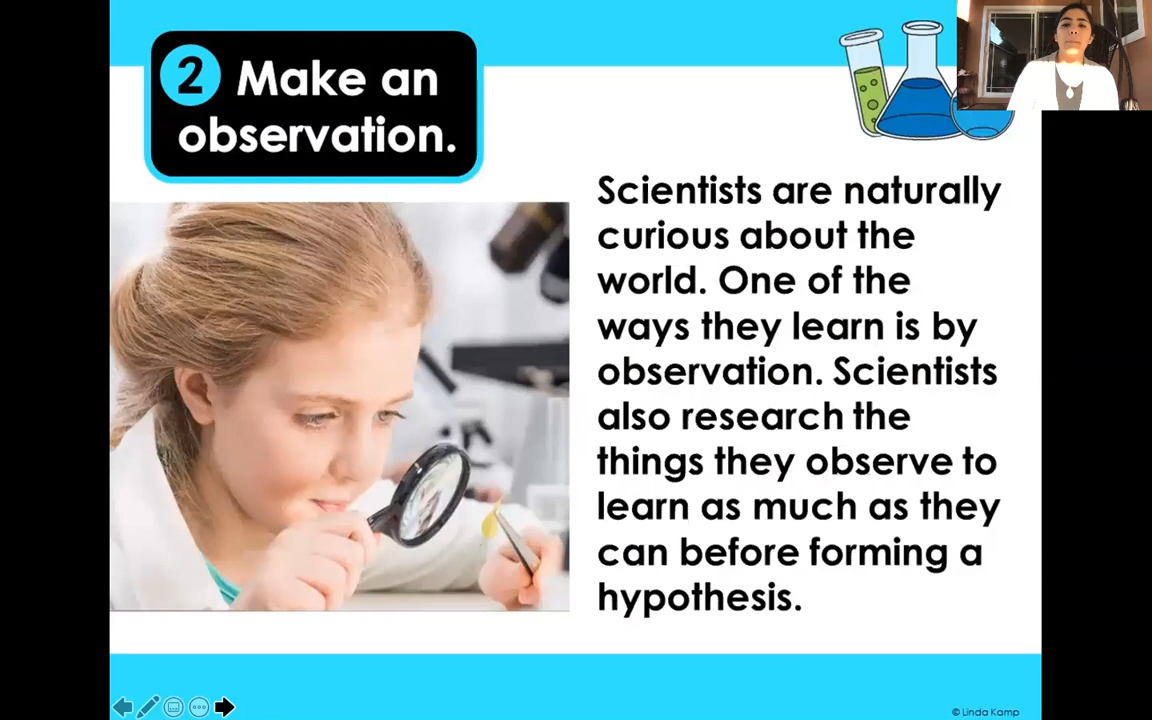 2 Make an
observation.
Scientists are naturally
curious about the
world. One of the
ways they learn is by
observation. Scientists
also research the
things they observe to
learn as much as they
can before forming a
hypothesis.
© Linda Kamp